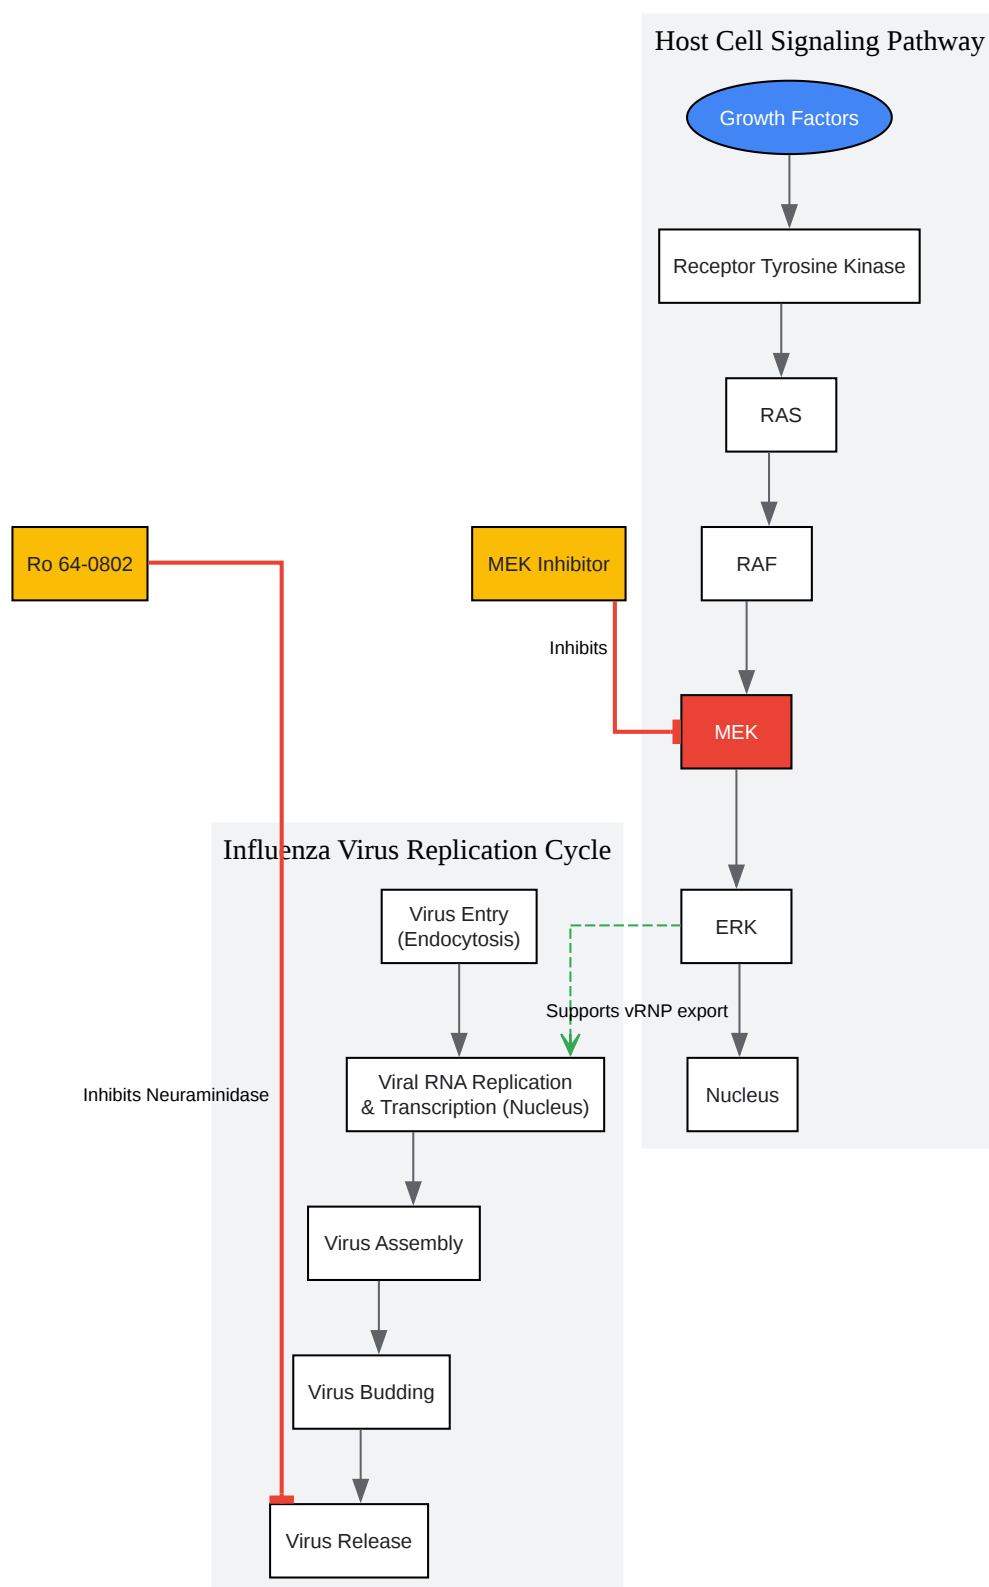 Host Cell Signaling Pathway
Growth Factors
Receptor Tyrosine Kinase
RAS
RAF
Ro 64-0802
MEK Inhibitor
Inhibits
MEK
Influenza Virus Replication Cycle
Virus Entry
(Endocytosis)
ERK
Supports vRNP export
Viral RNA Replication
& Transcription (Nucleus)
Nucleus
Inhibits Neuraminidase
Virus Assembly
Virus Budding
Virus Release